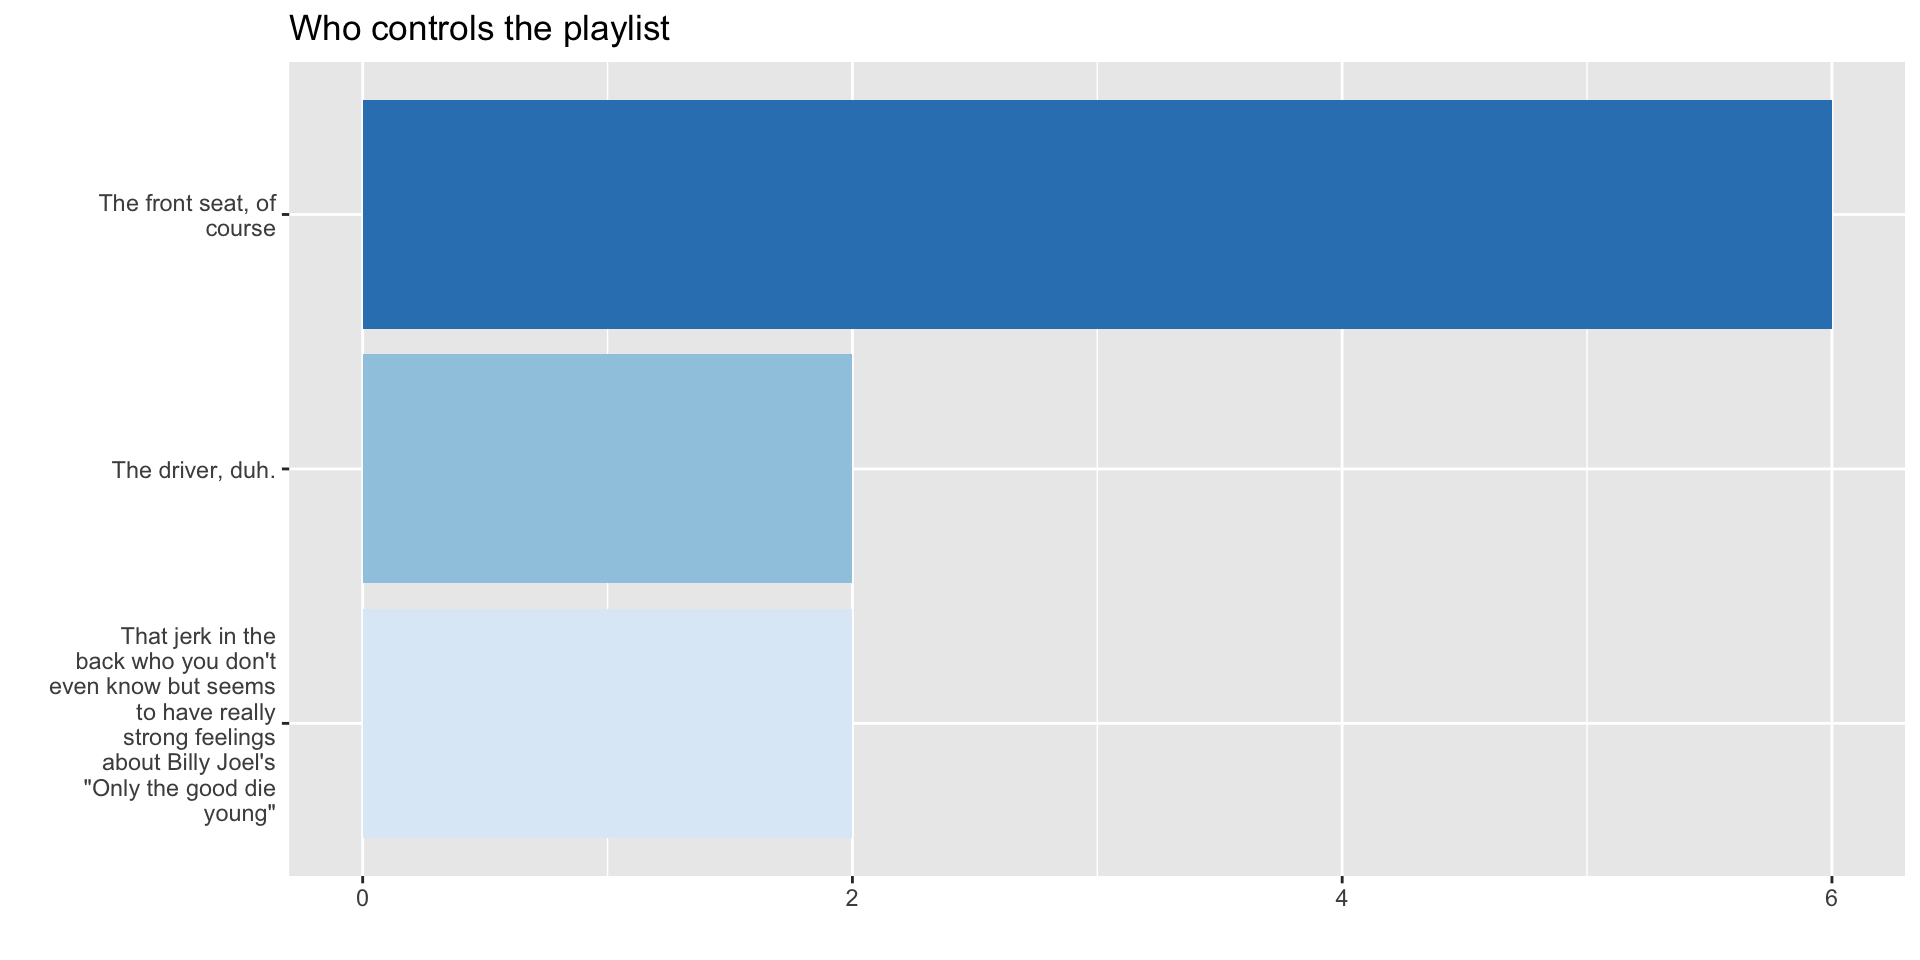 Who controls the playlist
The front seat, of
course
The driver, duh.
That jerk in the
back who you don't
even know but seems
to have really
strong feelings
about Billy Joel's
"Only the good die
young"
0 2 4 6